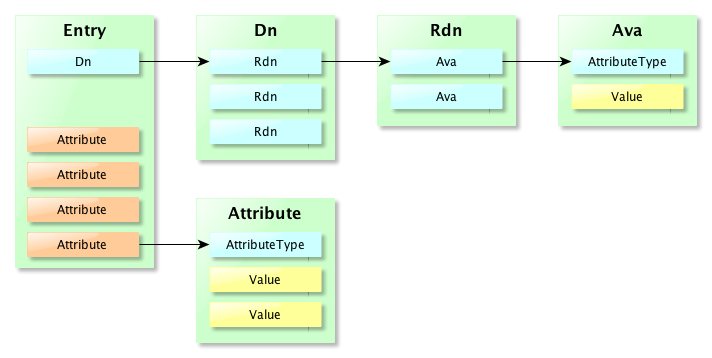 Entry
Dn
Attribute
Attribute
Attribute
Attribute
Dn
Rdn
Rdn
Rdn
Rdn
Ava
Ava
Ava
AttributeType
Value
Attribute
AttributeType
Value
Value